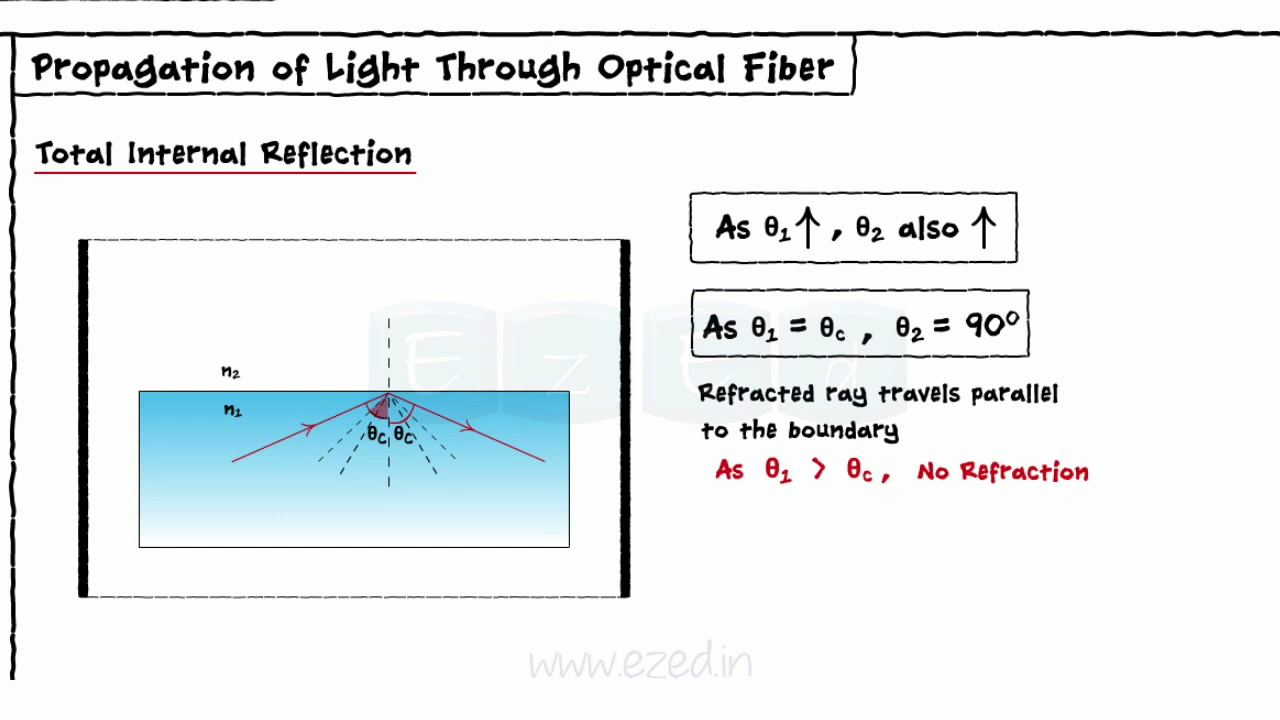 Propagation of Light Through Optical Fiber
Total Internal Reflection
As θ₁ ↑ , θ₂ also ↑
As θ₁ = θc , θ₂ = 90°
Refracted ray travels parallel
to the boundary
As θ₁ > θc, No Refraction
n₂
n₁
θc θc
EzEd
www.ezed.in